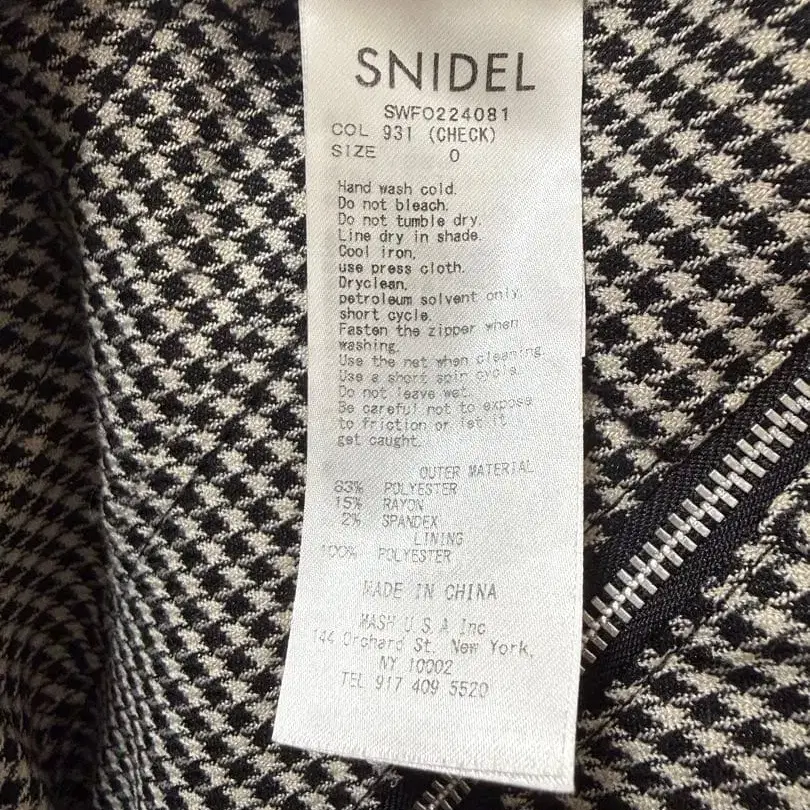 SNIDEL
SWFO224081
COL 931 (CHECK)
SIZE 0
Hand wash cold.
Do not bleach.
Do not tumble dry.
Line dry in shade.
Cool iron,
use press cloth.
Dryclean,
petroleum solvent only,
short cycle.
Fasten the zipper when
washing.
Use the net when cleaning.
Use a short spin cycle.
Do not leave wet.
Be careful not to expose
to friction or let it
get caught.
OUTER MATERIAL
83% POLYESTER
15% RAYON
2% SPANDEX
LINING
100% POLYESTER
MADE IN CHINA
MASH U S A Inc
144 Orchard St. New York,
NY 10002
TEL 917 409 5520